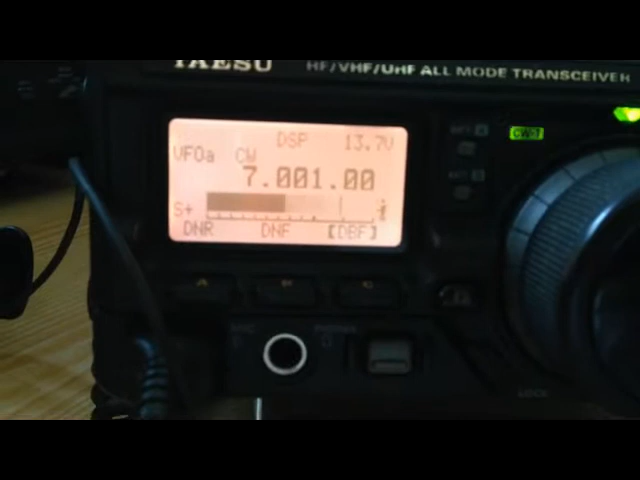 YAESU HF/VHF/UHF ALL MODE TRANSCEIVER
CW-1
DSP 13.7V
VFOa CW
7.001.00
S+
DNR DNF [DBF]
LOCK